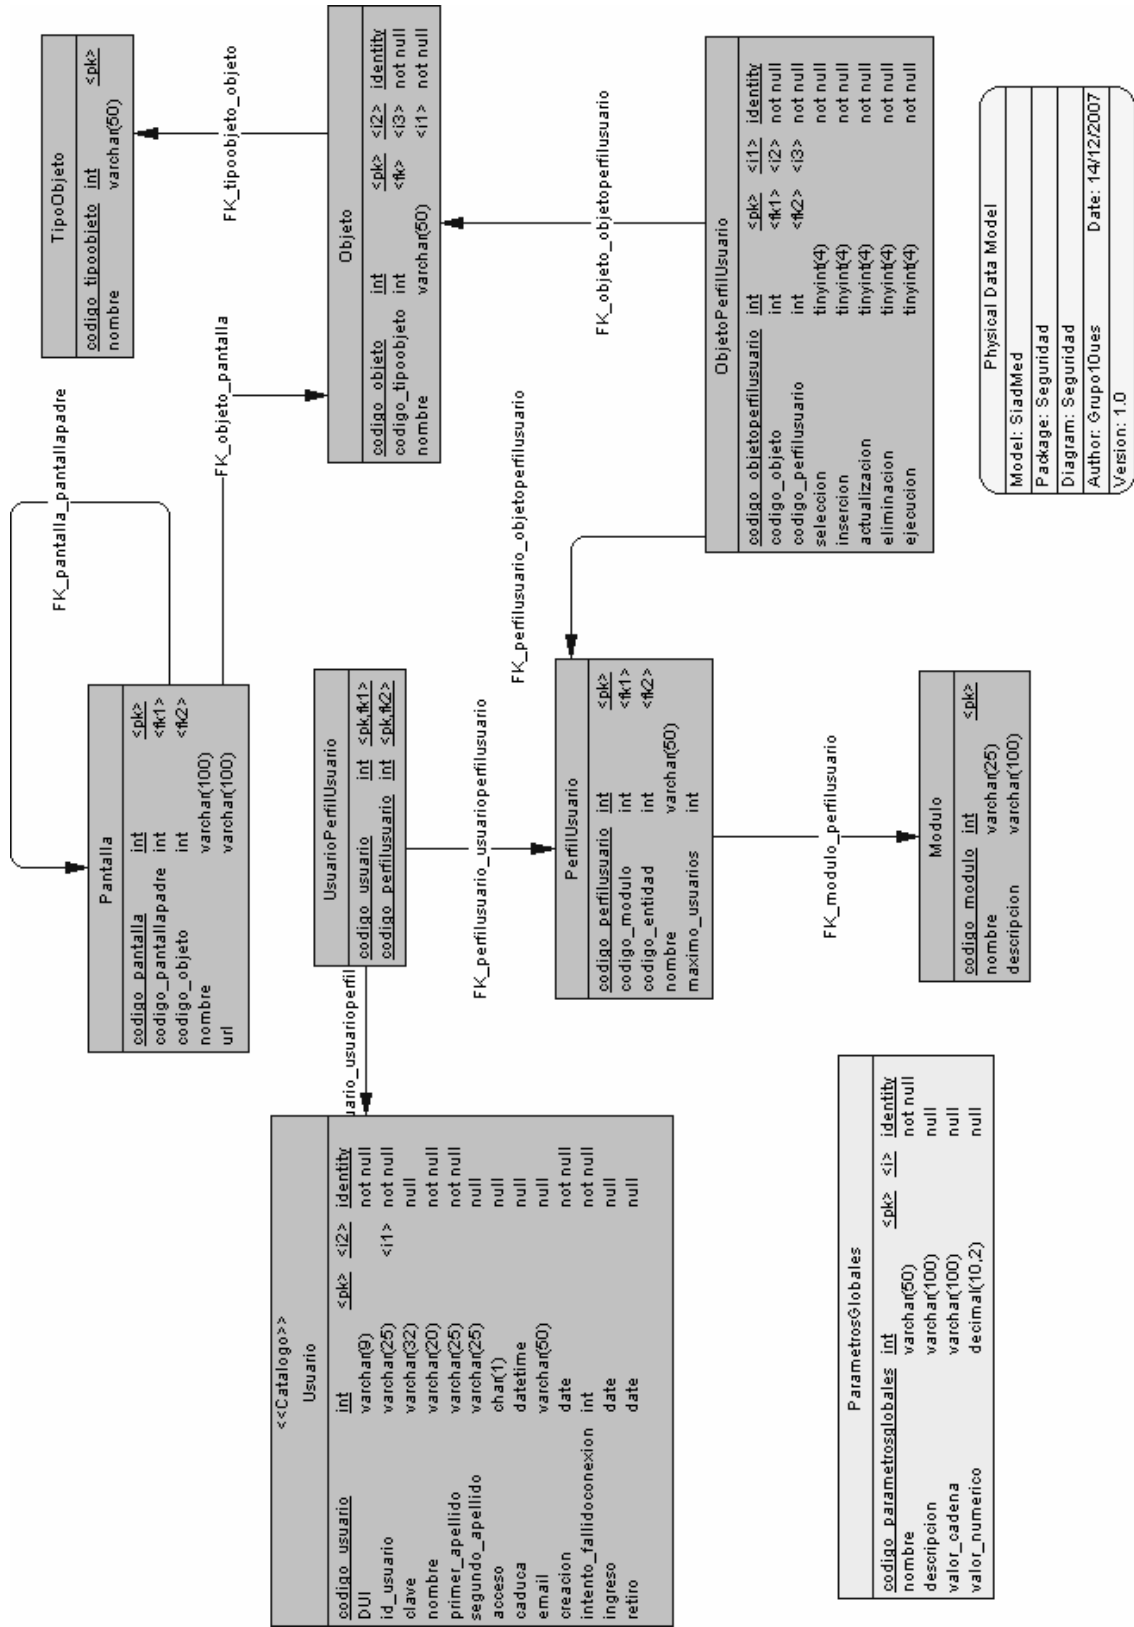 FK_pantalla_pantallapadre
TipoObjeto
codigo_tipoobjeto int <pk>
nombre varchar(50)
Pantalla
codigo_pantalla int <pk>
codigo_pantallapadre int <fk1>
codigo_objeto int <fk2>
nombre varchar(100)
url varchar(100)
FK_objeto_pantalla
FK_tipoobjeto_objeto
<<Catalogo>>
Usuario
codigo_usuario int <pk> <i2> identity
DUI varchar(9) not null
id_usuario varchar(25) <i1> not null
clave varchar(32) null
nombre varchar(20) not null
primer_apellido varchar(25) not null
segundo_apellido varchar(25) null
acceso char(1) null
caduca datetime null
email varchar(50) null
creacion date not null
intento_fallidoconexion int not null
ingreso date null
retiro date null
uario_usuarioperfil
UsuarioPerfilUsuario
codigo_usuario int <pk,fk1>
codigo_perfilusuario int <pk,fk2>
Objeto
codigo_objeto int <pk> <i2> identity
codigo_tipoobjeto int <fk> <i3> not null
nombre varchar(50) <i1> not null
FK_perfilusuario_usuarioperfilusuario
FK_perfilusuario_objetoperfilusuario
FK_objeto_objetoperfilusuario
PerfilUsuario
codigo_perfilusuario int <pk>
codigo_modulo int <fk1>
codigo_entidad int <fk2>
nombre varchar(50)
maximo_usuarios int
ObjetoPerfilUsuario
codigo_objetoperfilusuario int <pk> <i1> identity
codigo_objeto int <fk1> <i2> not null
codigo_perfilusuario int <fk2> <i3> not null
seleccion tinyint(4) not null
insercion tinyint(4) not null
actualizacion tinyint(4) not null
eliminacion tinyint(4) not null
ejecucion tinyint(4) not null
FK_modulo_perfilusuario
ParametrosGlobales
codigo_parametrosglobales int <pk> <i> identity
nombre varchar(50) not null
descripcion varchar(100) null
valor_cadena varchar(100) null
valor_numerico decimal(10,2) null
Modulo
codigo_modulo int <pk>
nombre varchar(25)
descripcion varchar(100)
Physical Data Model
Model: SiadMed
Package: Seguridad
Diagram: Seguridad
Author: Grupo10ues Date: 14/12/2007
Version: 1.0